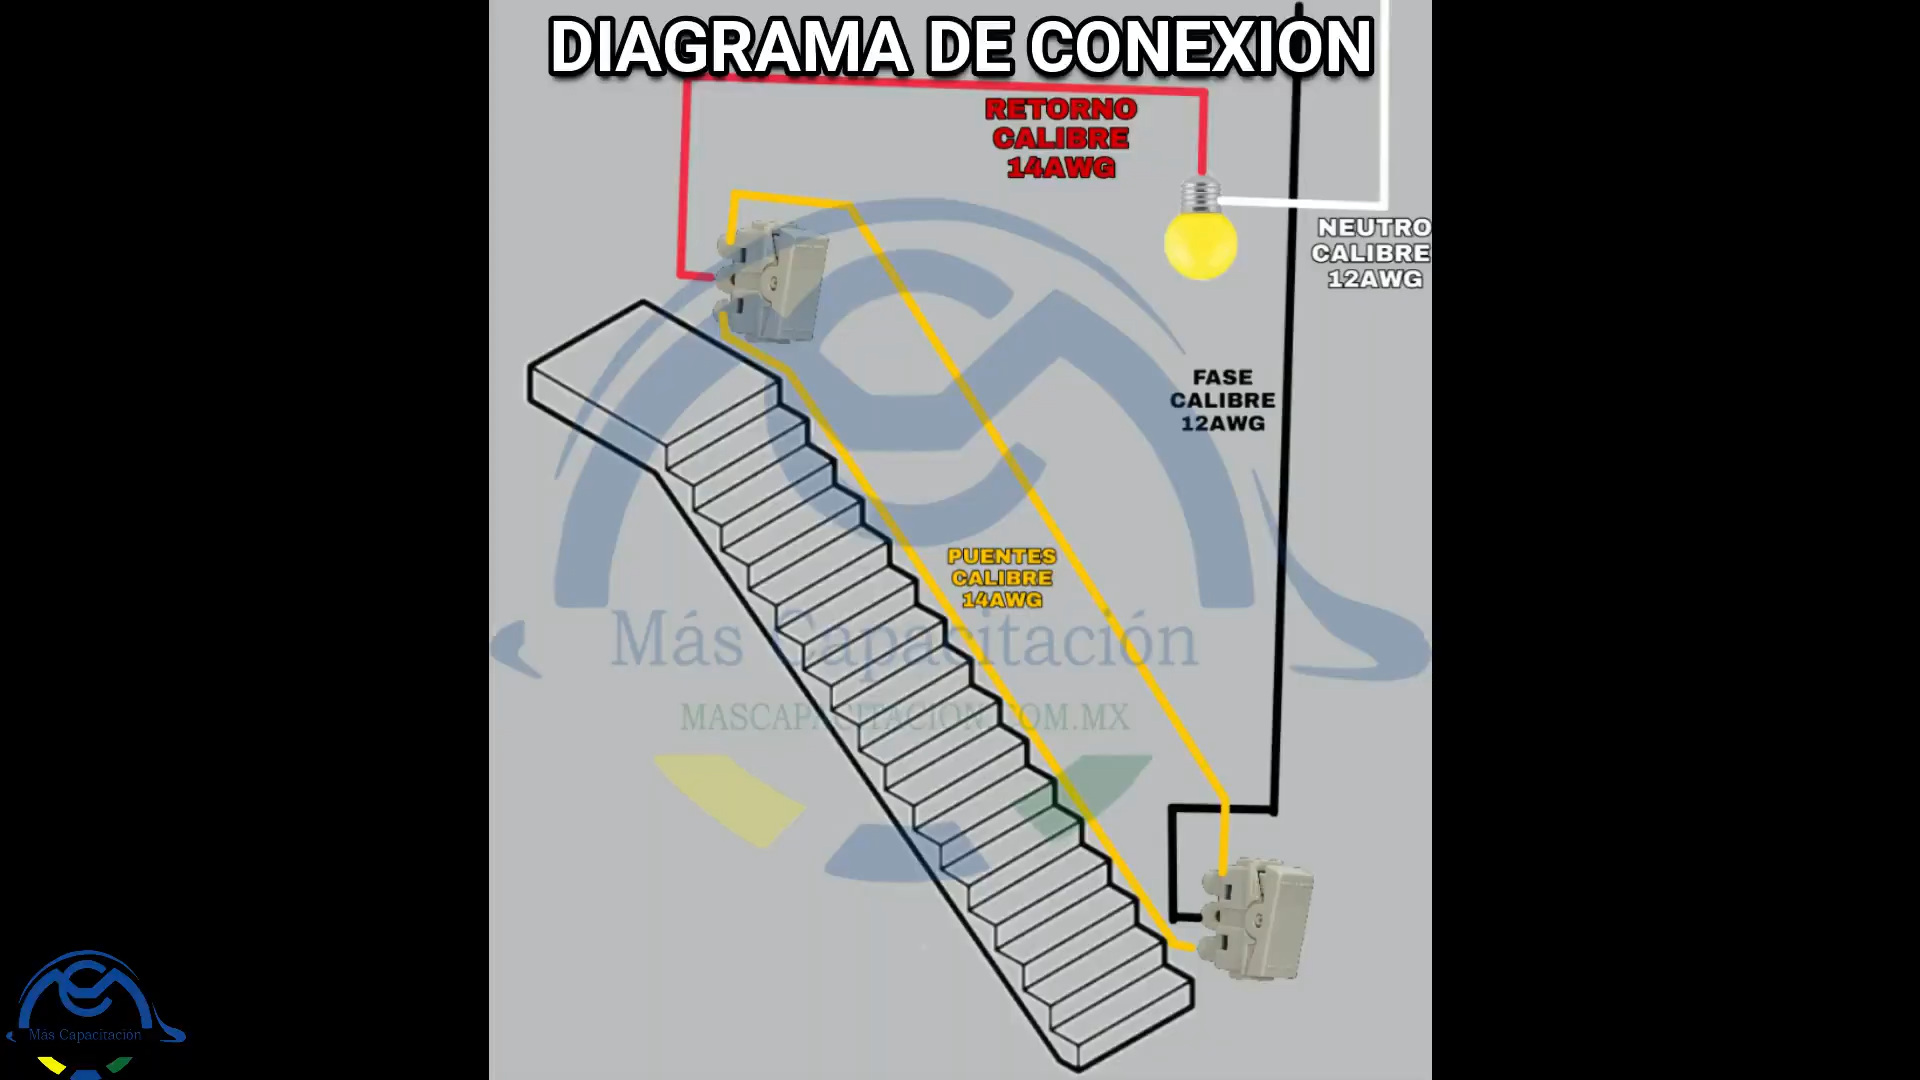 DIAGRAMA DE CONEXION
RETORNO
CALIBRE
14AWG
NEUTRO
CALIBRE
12AWG
FASE
CALIBRE
12AWG
PUENTES
CALIBRE
14AWG
Más Capacitación
MASCAPACITACION.COM.MX
Más Capacitación